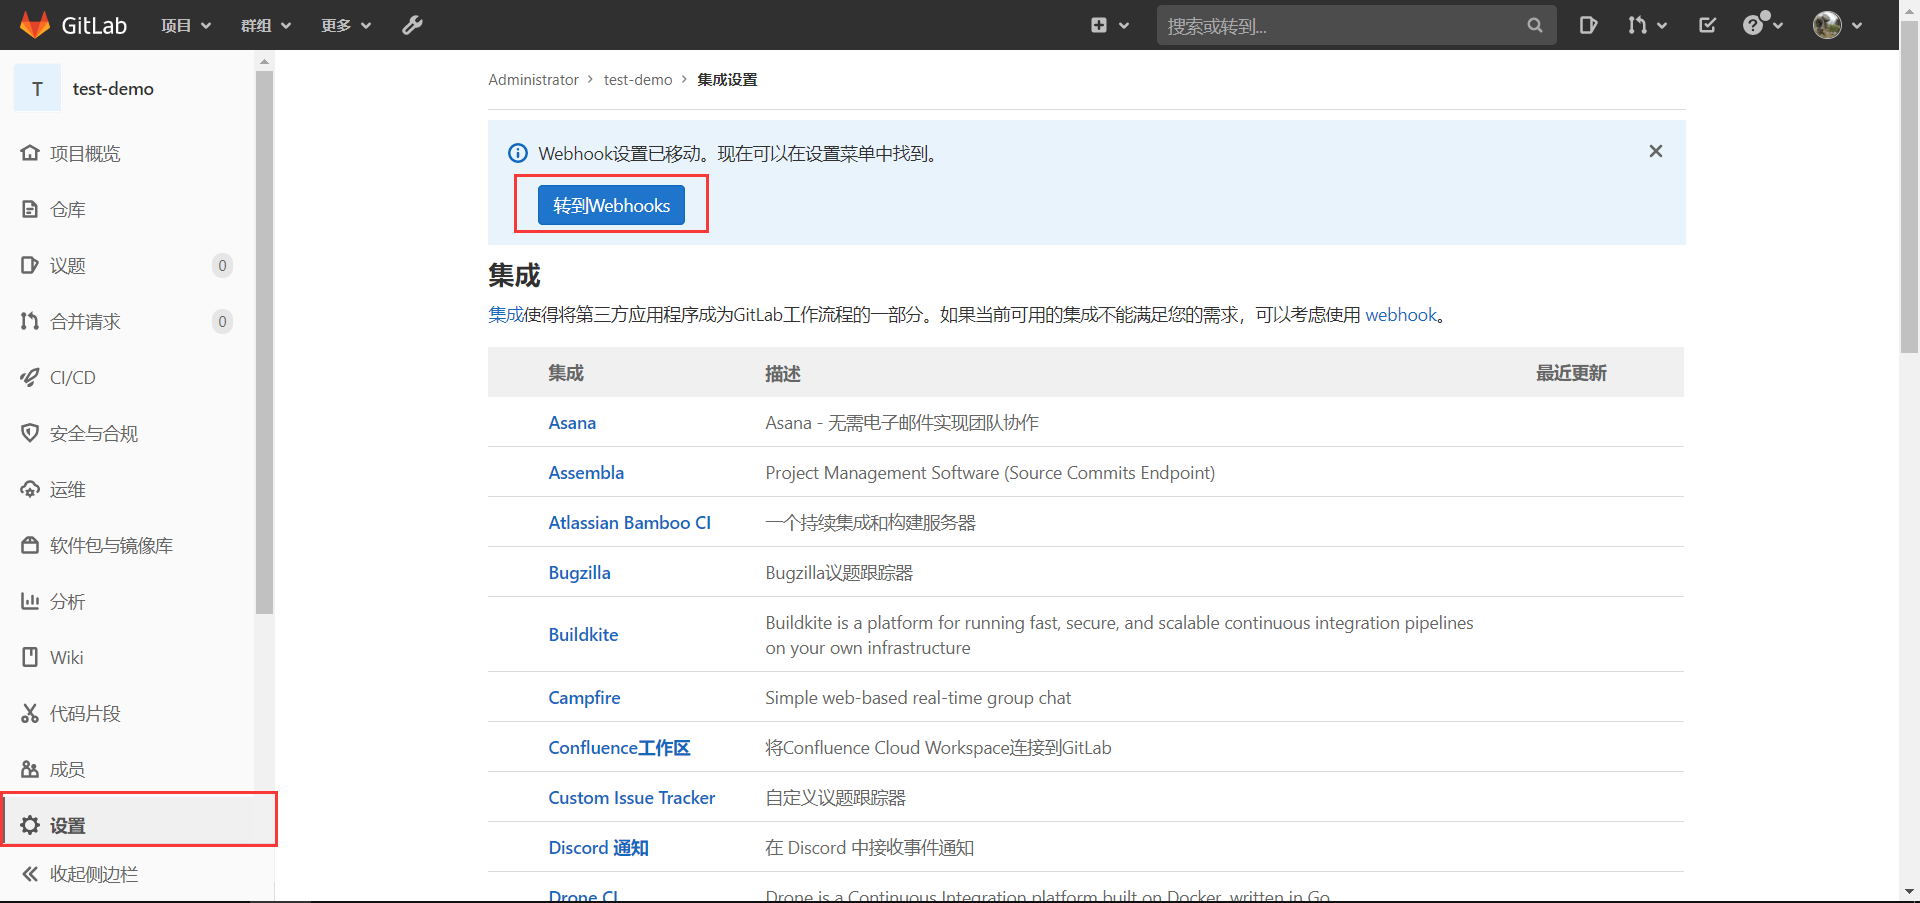 GitLab 项目 群组 更多 搜索或转到...
T test-demo
项目概览
仓库
议题 0
合并请求 0
CI/CD
安全与合规
运维
软件包与镜像库
分析
Wiki
代码片段
成员
设置
收起侧边栏
Administrator > test-demo > 集成设置
Webhook设置已移动。现在可以在设置菜单中找到。
转到Webhooks
集成
集成使得将第三方应用程序成为GitLab工作流程的一部分。如果当前可用的集成不能满足您的需求，可以考虑使用 webhook。
集成 描述 最近更新
Asana Asana - 无需电子邮件实现团队协作
Assembla Project Management Software (Source Commits Endpoint)
Atlassian Bamboo CI 一个持续集成和构建服务器
Bugzilla Bugzilla议题跟踪器
Buildkite Buildkite is a platform for running fast, secure, and scalable continuous integration pipelines
on your own infrastructure
Campfire Simple web-based real-time group chat
Confluence工作区 将Confluence Cloud Workspace连接到GitLab
Custom Issue Tracker 自定义议题跟踪器
Discord 通知 在 Discord 中接收事件通知
Drone CI Drone is a Continuous Integration platform built on Docker, written in Go